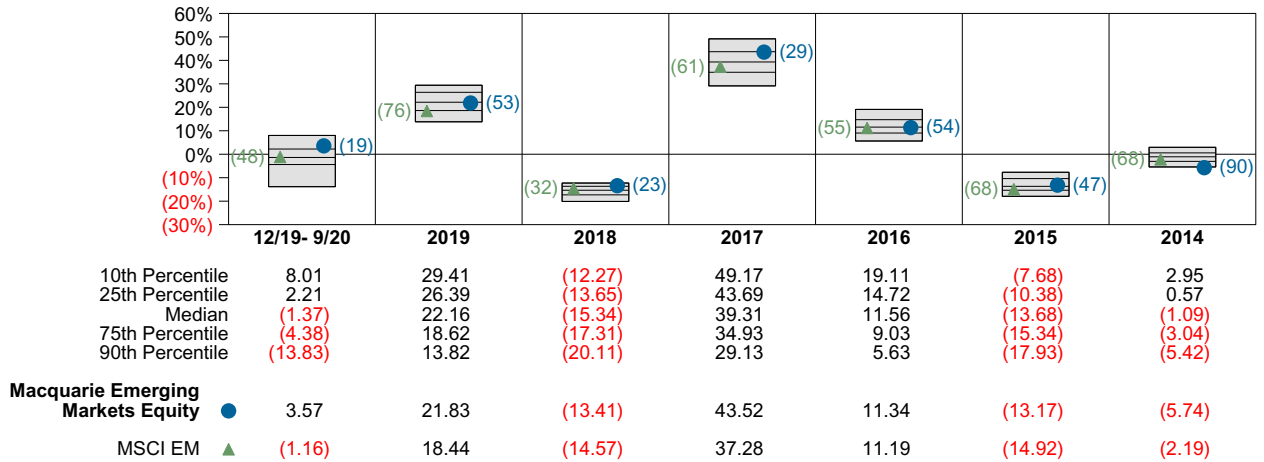 60%
50%
40%
30%
20%
10%
0%
(10%)
(20%)
(30%)
(48) (19)
(76) (53)
(32) (23)
(61) (29)
(55) (54)
(68) (47)
(68) (90)
12/19- 9/20 2019 2018 2017 2016 2015 2014
10th Percentile 8.01 29.41 (12.27) 49.17 19.11 (7.68) 2.95
25th Percentile 2.21 26.39 (13.65) 43.69 14.72 (10.38) 0.57
Median (1.37) 22.16 (15.34) 39.31 11.56 (13.68) (1.09)
75th Percentile (4.38) 18.62 (17.31) 34.93 9.03 (15.34) (3.04)
90th Percentile (13.83) 13.82 (20.11) 29.13 5.63 (17.93) (5.42)
Macquarie Emerging
Markets Equity 3.57 21.83 (13.41) 43.52 11.34 (13.17) (5.74)
MSCI EM (1.16) 18.44 (14.57) 37.28 11.19 (14.92) (2.19)